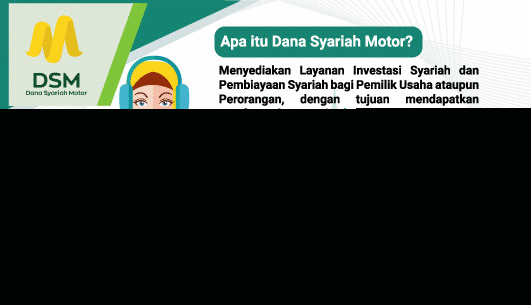 DSM
Dana Syariah Motor
Apa itu Dana Syariah Motor?
Menyediakan Layanan Investasi Syariah dan
Pembiayaan Syariah bagi Pemilik Usaha ataupun
Perorangan, dengan tujuan mendapatkan